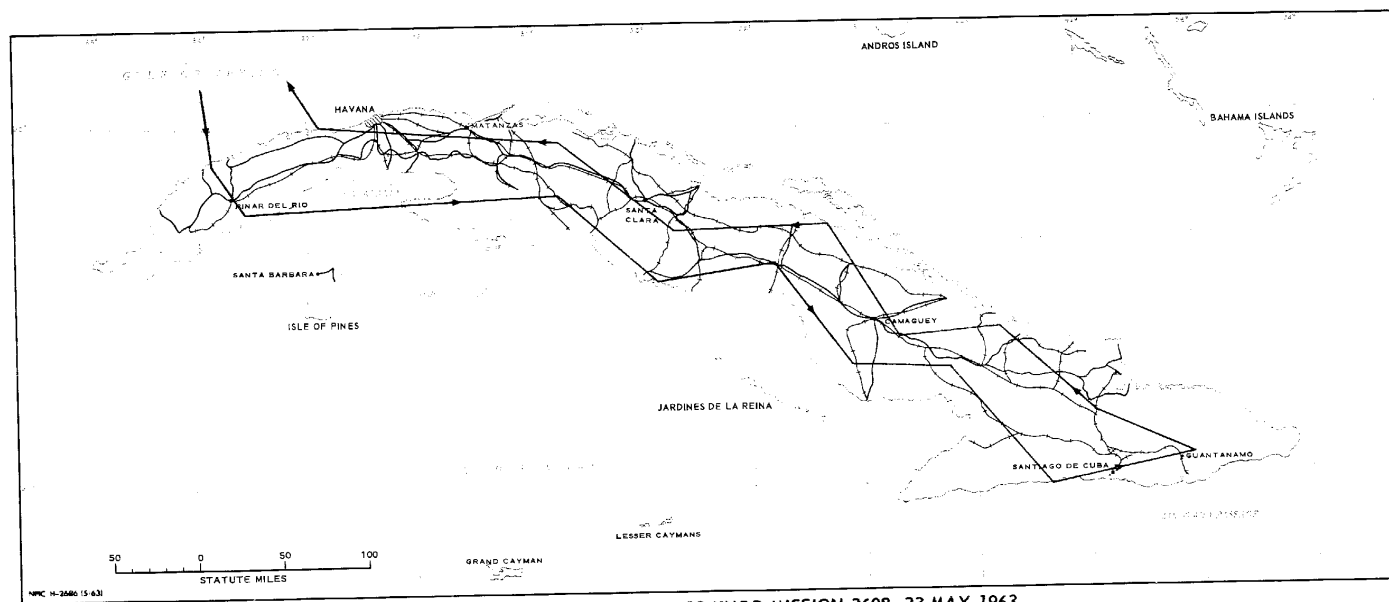 ANDROS ISLAND
BAHAMA ISLANDS
HAVANA
MATANZAS
PINAR DEL RIO
SANTA
CLARA
SANTA BARBARA
ISLE OF PINES
CAMAGUEY
JARDINES DE LA REINA
SANTIAGO DE CUBA
GUANTANAMO
LESSER CAYMANS
GRAND CAYMAN
50 0 50 100
STATUTE MILES
NPIC H-2686 (5-63)
MISSION 2608, 23 MAY 1963